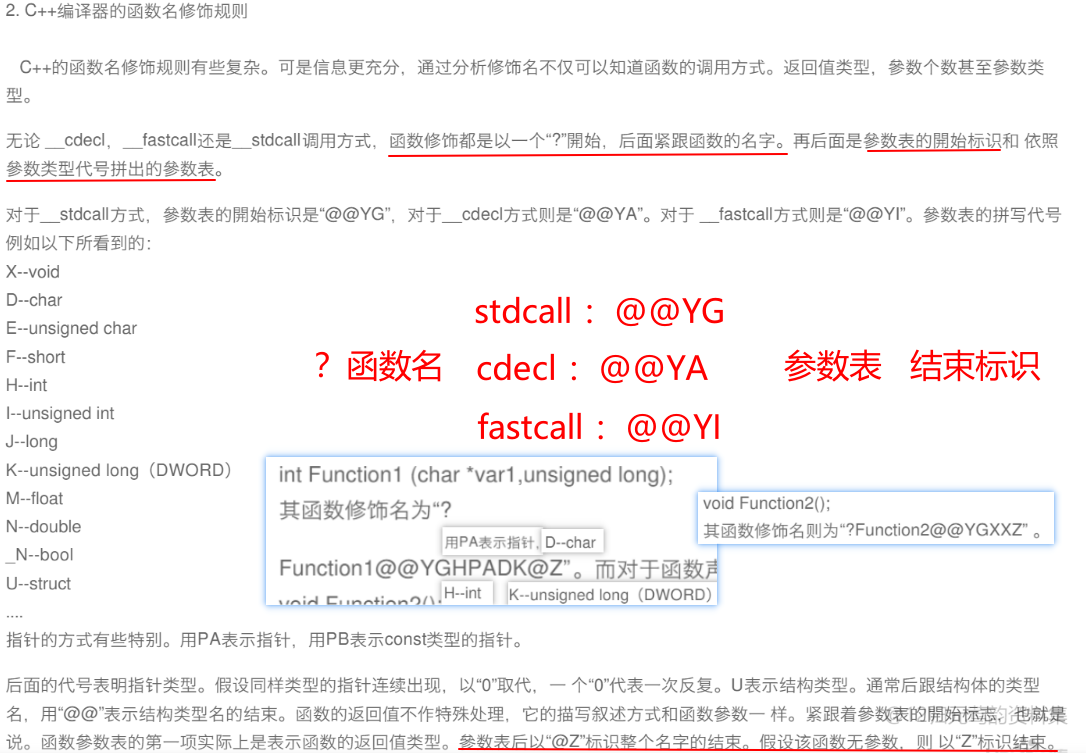 2. C++编译器的函数名修饰规则
C++的函数名修饰规则有些复杂。可是信息更充分，通过分析修饰名不仅可以知道函数的调用方式。返回值类型，參数个数甚至參数类
型。
无论 __cdecl，__fastcall还是__stdcall调用方式，函数修饰都是以一个“?”開始，后面紧跟函数的名字。再后面是參数表的開始标识和 依照
參数类型代号拼出的參数表。
对于__stdcall方式，參数表的開始标识是“@@YG”，对于__cdecl方式则是“@@YA”。对于 __fastcall方式则是“@@YI”。參数表的拼写代号
例如以下所看到的：
X--void
D--char
E--unsigned char
F--short
H--int
I--unsigned int
J--long
K--unsigned long（DWORD）
M--float
N--double
_N--bool
U--struct
....
stdcall： @@YG
？函数名 cdecl： @@YA 参数表 结束标识
fastcall： @@YI
int Function1 (char *var1,unsigned long);
其函数修饰名为“?
用PA表示指针, D--char
Function1@@YGHPADK@Z”。而对于函数声
void Function2();
H--int K--unsigned long（DWORD）
void Function2();
其函数修饰名则为“?Function2@@YGXXZ” 。
指针的方式有些特别。用PA表示指针，用PB表示const类型的指针。
后面的代号表明指针类型。假设同样类型的指针连续出现，以“0”取代，一 个“0”代表一次反复。U表示结构类型。通常后跟结构体的类型
名，用“@@”表示结构类型名的结束。函数的返回值不作特殊处理，它的描写叙述方式和函数參数一 样。紧跟着參数表的開始标志，也就是
说。函数參数表的第一项实际上是表示函数的返回值类型。參数表后以“@Z”标识整个名字的结束。假设该函数无參数，则 以“Z”标识结束。